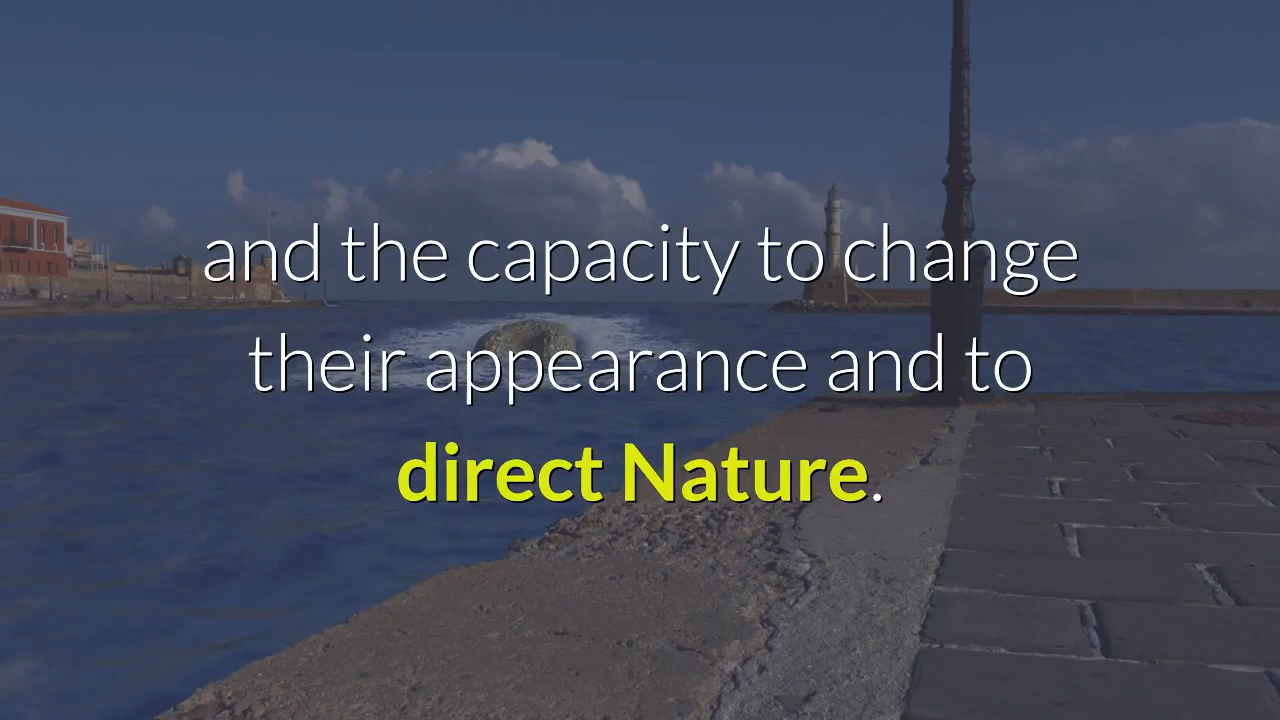 and the capacity to change
their appearance and to
direct Nature.